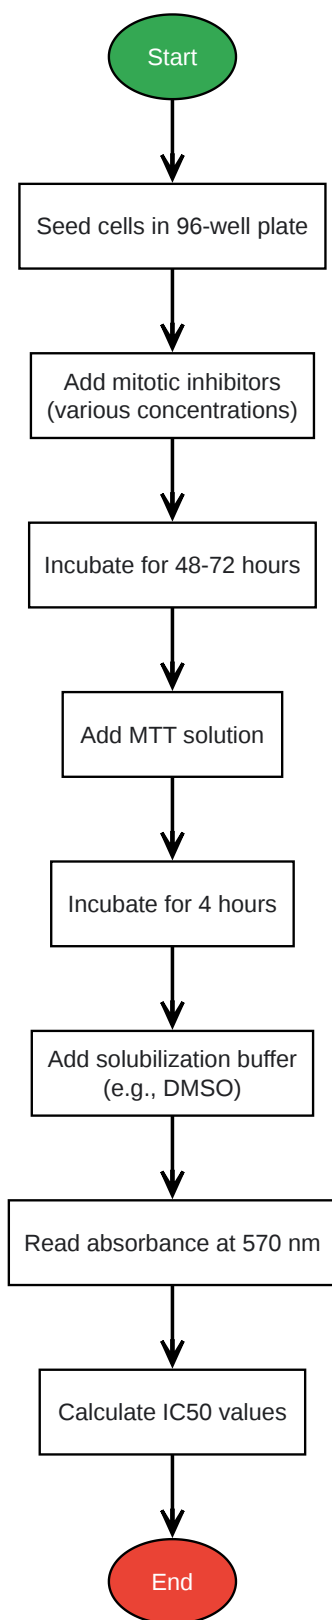 Start
Seed cells in 96-well plate
Add mitotic inhibitors
(various concentrations)
Incubate for 48-72 hours
Add MTT solution
Incubate for 4 hours
Add solubilization buffer
(e.g., DMSO)
Read absorbance at 570 nm
Calculate IC50 values
End